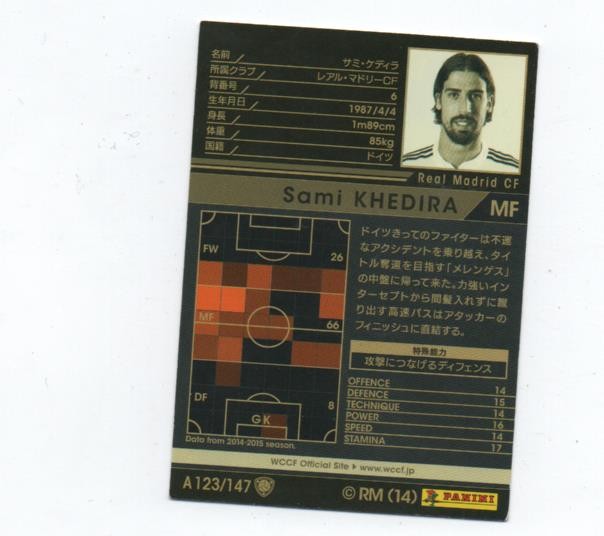 名前 サミ・ケディラ
所属クラブ レアル・マドリーCF
背番号 6
生年月日 1987/4/4
身長 1m89cm
体重 85kg
国籍 ドイツ
Real Madrid CF
Sami KHEDIRA MF
FW 26
MF 66
DF 8
GK
Data from 2014-2015 season.
ドイツきってのファイターは不運
なアクシデントを乗り越え、タイ
トル奪還を目指す「メレンゲス」
の中盤に帰って来た。力強いイン
ターセプトから間髪入れずに蹴
り出す高速パスはアタッカーの
フィニッシュに直結する。
特殊能力
攻撃につなげるディフェンス
OFFENCE 14
DEFENCE 15
TECHNIQUE 14
POWER 16
SPEED 14
STAMINA 17
WCCF Official Site ▶ www.wccf.jp
A123/147 © RM (14) PANINI